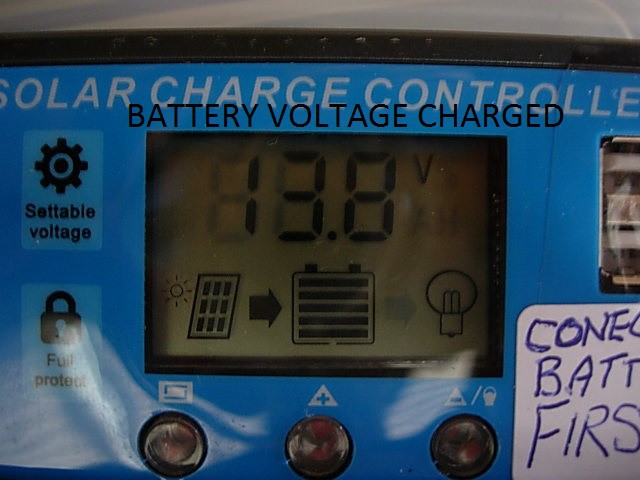 SOLAR CHARGE CONTROLLE
BATTERY VOLTAGE CHARGED
13.8 V
Settable
voltage
Full
protect
CONEC
BATT
FIRS